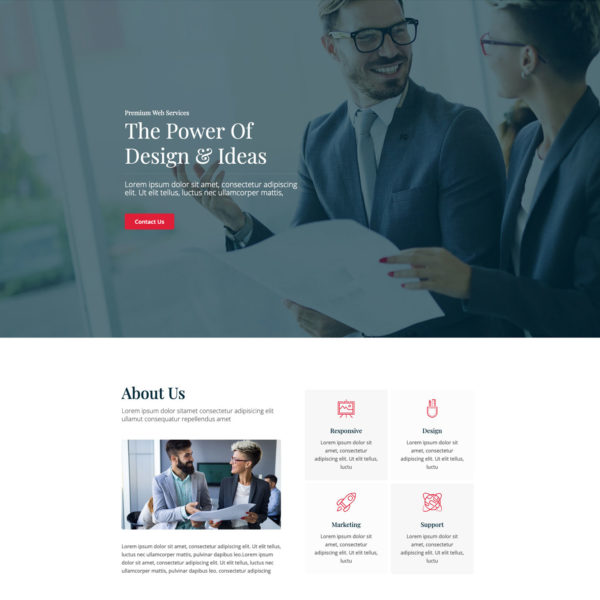 Premium Web Services
The Power Of
Design & Ideas
Lorem ipsum dolor sit amet, consectetur adipiscing
elit. Ut elit tellus, luctus nec ullamcorper mattis,
Contact Us
About Us
Lorem ipsum dolor sitamet consectetur adipisicing elit
ullamut consequatur repellendus amet
Lorem ipsum dolor sit amet, consectetur adipiscing elit. Ut elit tellus,
luctus nec ullamcorper mattis, pulvinar dapibus leo.Lorem ipsum
dolor sit amet, consectetur adipiscing elit. Ut elit tellus, luctus nec
ullamcorper mattis, pulvinar dapibus consectetur adipiscing
Responsive
Lorem ipsum dolor sit
amet, consectetur
adipiscing elit. Ut elit tellus,
luctu
Design
Lorem ipsum dolor sit
amet, consectetur
adipiscing elit. Ut elit tellus,
luctu
Marketing
Lorem ipsum dolor sit
amet, consectetur
adipiscing elit. Ut elit tellus,
luctu
Support
Lorem ipsum dolor sit
amet, consectetur
adipiscing elit. Ut elit tellus,
luctu